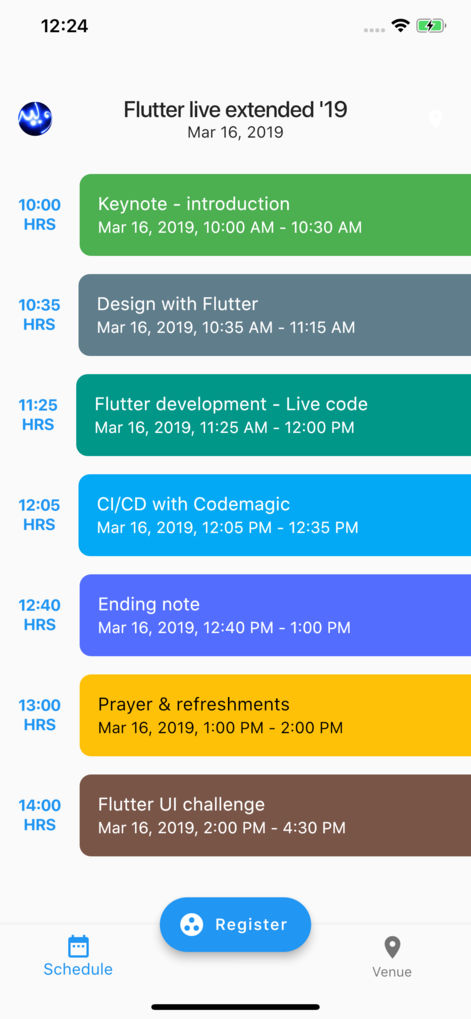 12:24
Flutter live extended '19
Mar 16, 2019
10:00
HRS
Keynote - introduction
Mar 16, 2019, 10:00 AM - 10:30 AM
10:35
HRS
Design with Flutter
Mar 16, 2019, 10:35 AM - 11:15 AM
11:25
HRS
Flutter development - Live code
Mar 16, 2019, 11:25 AM - 12:00 PM
12:05
HRS
CI/CD with Codemagic
Mar 16, 2019, 12:05 PM - 12:35 PM
12:40
HRS
Ending note
Mar 16, 2019, 12:40 PM - 1:00 PM
13:00
HRS
Prayer & refreshments
Mar 16, 2019, 1:00 PM - 2:00 PM
14:00
HRS
Flutter UI challenge
Mar 16, 2019, 2:00 PM - 4:30 PM
Register
Schedule
Venue